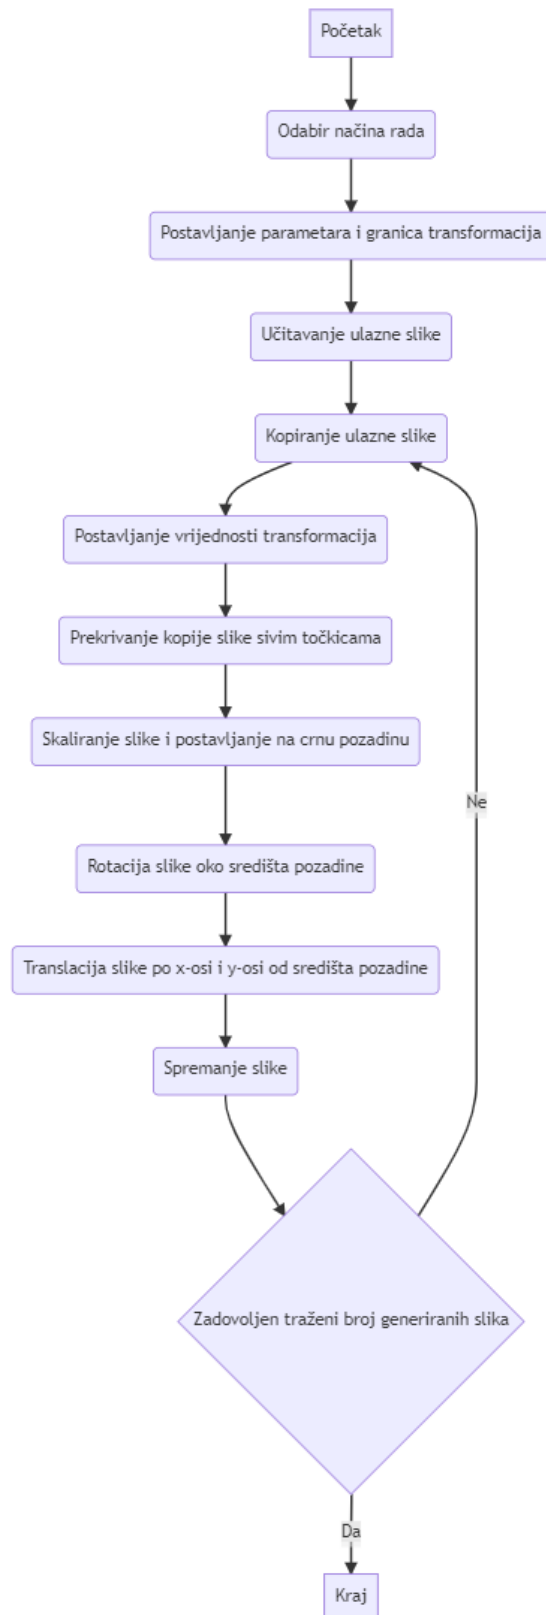 Početak
Odabir načina rada
Postavljanje parametara i granica transformacija
Učitavanje ulazne slike
Kopiranje ulazne slike
Postavljanje vrijednosti transformacija
Prekrivanje kopije slike sivim točkicama
Skaliranje slike i postavljanje na crnu pozadinu
Ne
Rotacija slike oko središta pozadine
Translacija slike po x-osi i y-osi od središta pozadine
Spremanje slike
Zadovoljen traženi broj generiranih slika
Da
Kraj